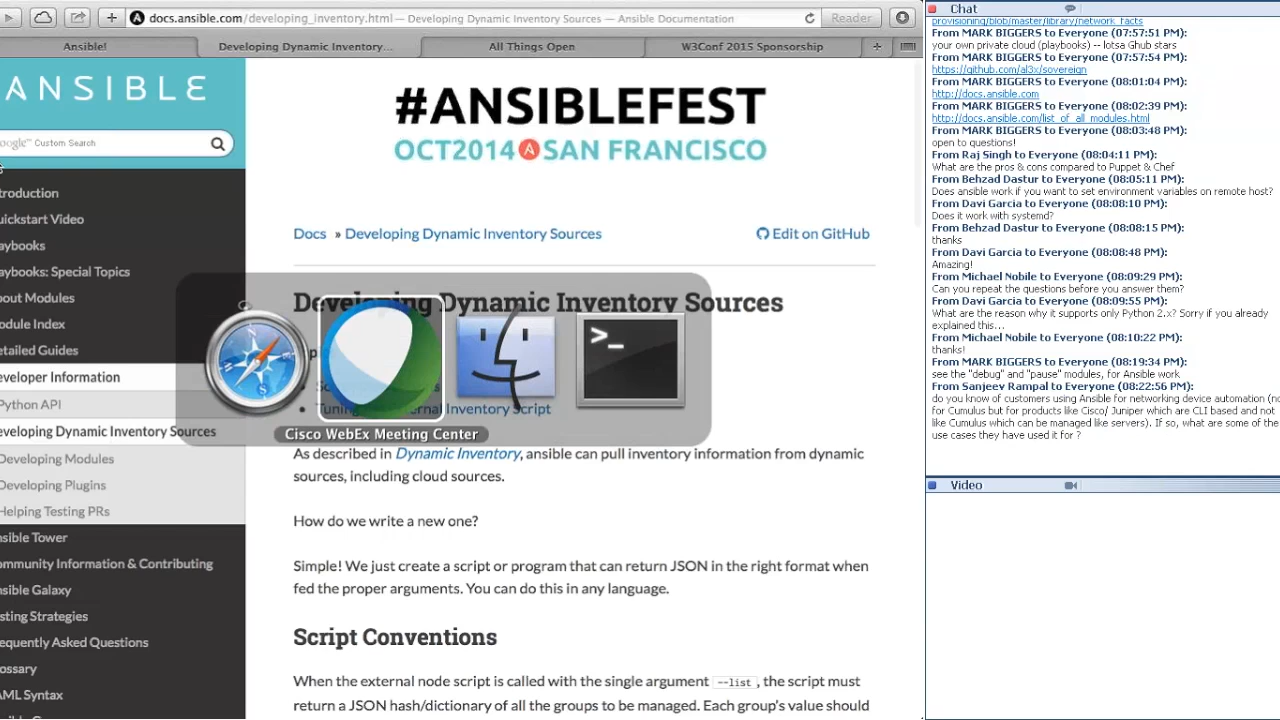 docs.ansible.com/developing_inventory.html — Developing Dynamic Inventory Sources — Ansible Documentation
Reader
Ansible!
Developing Dynamic Inventory...
All Things Open
W3Conf 2015 Sponsorship
ANSIBLE
oogle™ Custom Search
troduction
uickstart Video
aybooks
aybooks: Special Topics
bout Modules
odule Index
etailed Guides
eveloper Information
Python API
eveloping Dynamic Inventory Sources
Developing Modules
Developing Plugins
Helping Testing PRs
nsible Tower
ommunity Information & Contributing
nsible Galaxy
sting Strategies
equently Asked Questions
ossary
AML Syntax
#ANSIBLEFEST
OCT2014 A SAN FRANCISCO
Docs » Developing Dynamic Inventory Sources
Edit on GitHub
Developing Dynamic Inventory Sources
Inventory Script
Cisco WebEx Meeting Center
As described in Dynamic Inventory, ansible can pull inventory information from dynamic
sources, including cloud sources.
How do we write a new one?
Simple! We just create a script or program that can return JSON in the right format when
fed the proper arguments. You can do this in any language.
Script Conventions
When the external node script is called with the single argument --list, the script must
return a JSON hash/dictionary of all the groups to be managed. Each group's value should
Chat
provisioning/blob/master/library/network_facts
From MARK BIGGERS to Everyone (07:57:51 PM):
your own private cloud (playbooks) -- lotsa Ghub stars
From MARK BIGGERS to Everyone (07:57:54 PM):
https://github.com/al3x/sovereign
From MARK BIGGERS to Everyone (08:01:04 PM):
http://docs.ansible.com
From MARK BIGGERS to Everyone (08:02:39 PM):
http://docs.ansible.com/list_of_all_modules.html
From MARK BIGGERS to Everyone (08:03:48 PM):
open to questions!
From Raj Singh to Everyone (08:04:11 PM):
What are the pros & cons compared to Puppet & Chef
From Behzad Dastur to Everyone (08:05:11 PM):
Does ansible work if you want to set environment variables on remote host?
From Davi Garcia to Everyone (08:08:10 PM):
Does it work with systemd?
From Behzad Dastur to Everyone (08:08:15 PM):
thanks
From Davi Garcia to Everyone (08:08:48 PM):
Amazing!
From Michael Nobile to Everyone (08:09:29 PM):
Can you repeat the questions before you answer them?
From Davi Garcia to Everyone (08:09:55 PM):
What are the reason why it supports only Python 2.x? Sorry if you already
explained this...
From Michael Nobile to Everyone (08:10:22 PM):
thanks!
From MARK BIGGERS to Everyone (08:19:34 PM):
see the "debug" and "pause" modules, for Ansible work
From Sanjeev Rampal to Everyone (08:22:56 PM):
do you know of customers using Ansible for networking device automation (no
for Cumulus but for products like Cisco/ Juniper which are CLI based and not
like Cumulus which can be managed like servers). If so, what are some of the
use cases they have used it for ?
Video